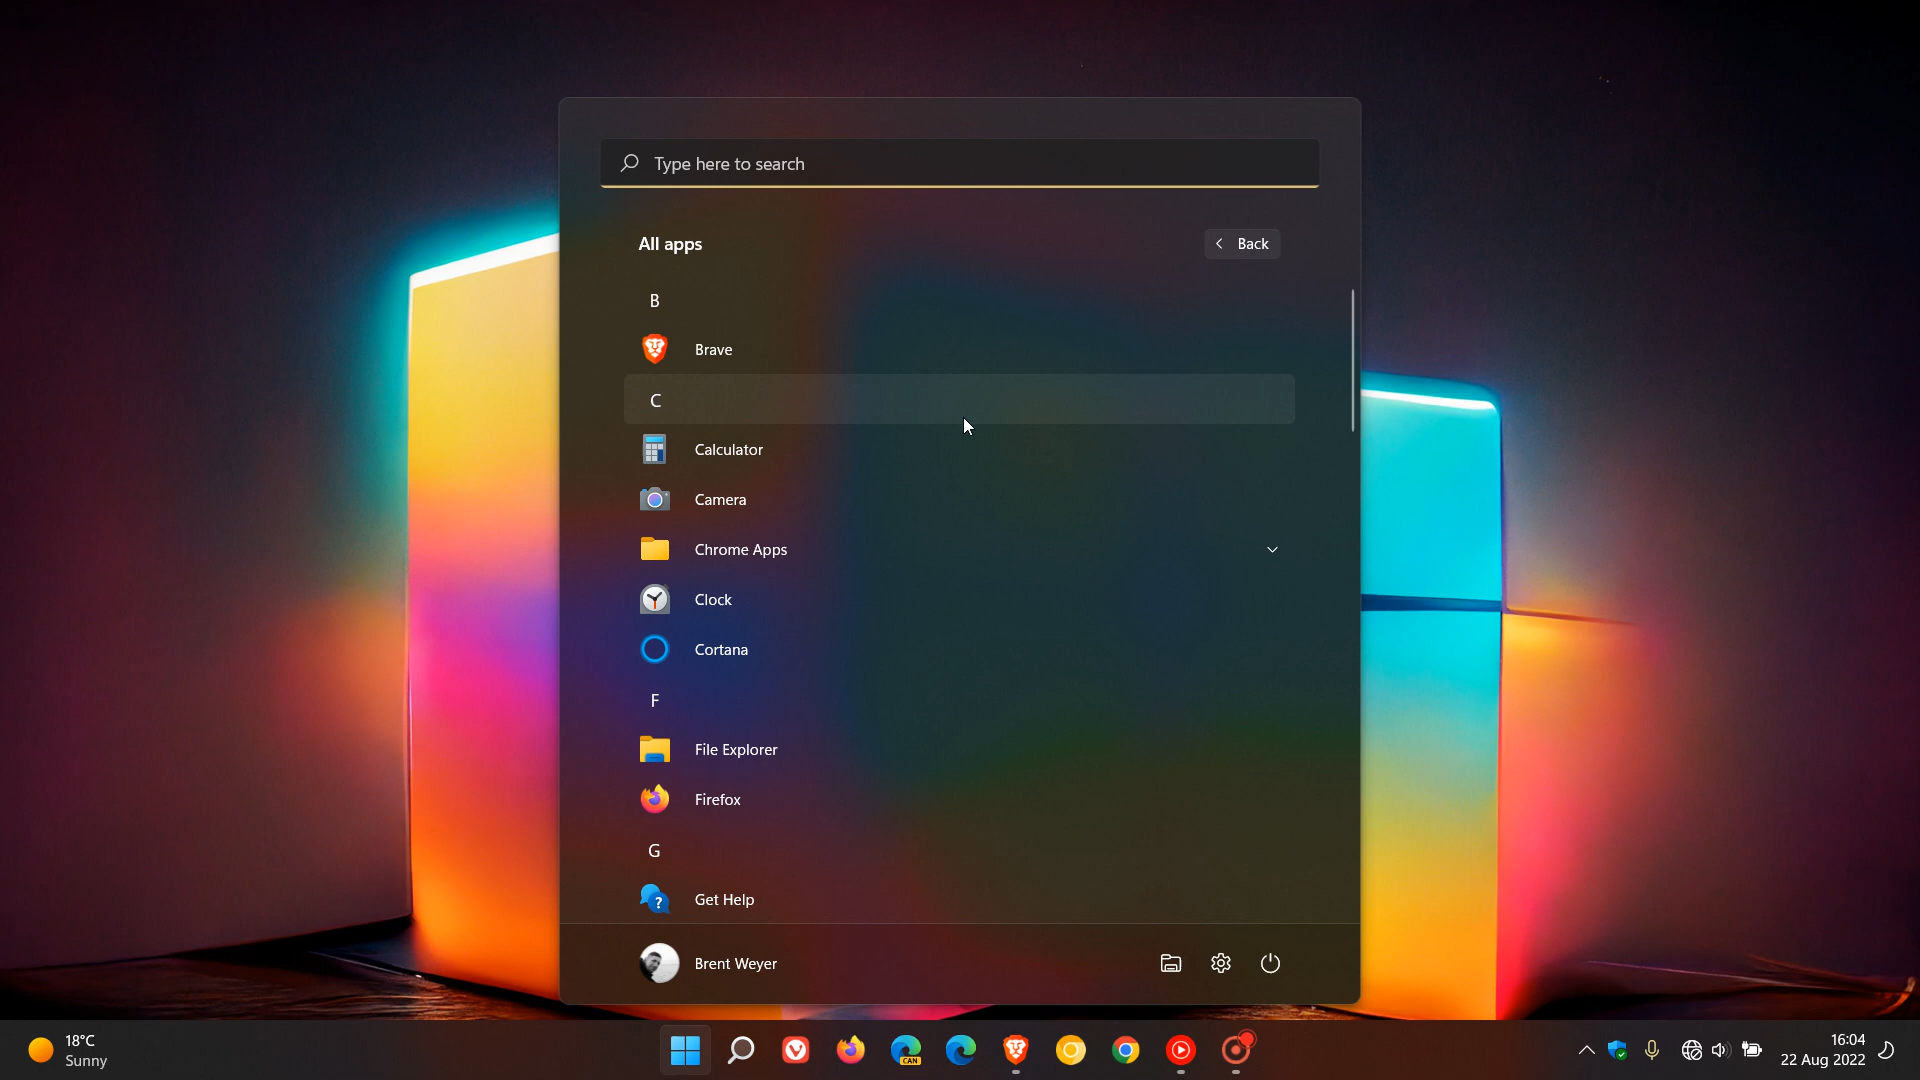 Type here to search
All apps
Back
B
Brave
C
Calculator
Camera
Chrome Apps
Clock
Cortana
F
File Explorer
Firefox
G
Get Help
Brent Weyer
18°C
Sunny
CAN
16:04
22 Aug 2022